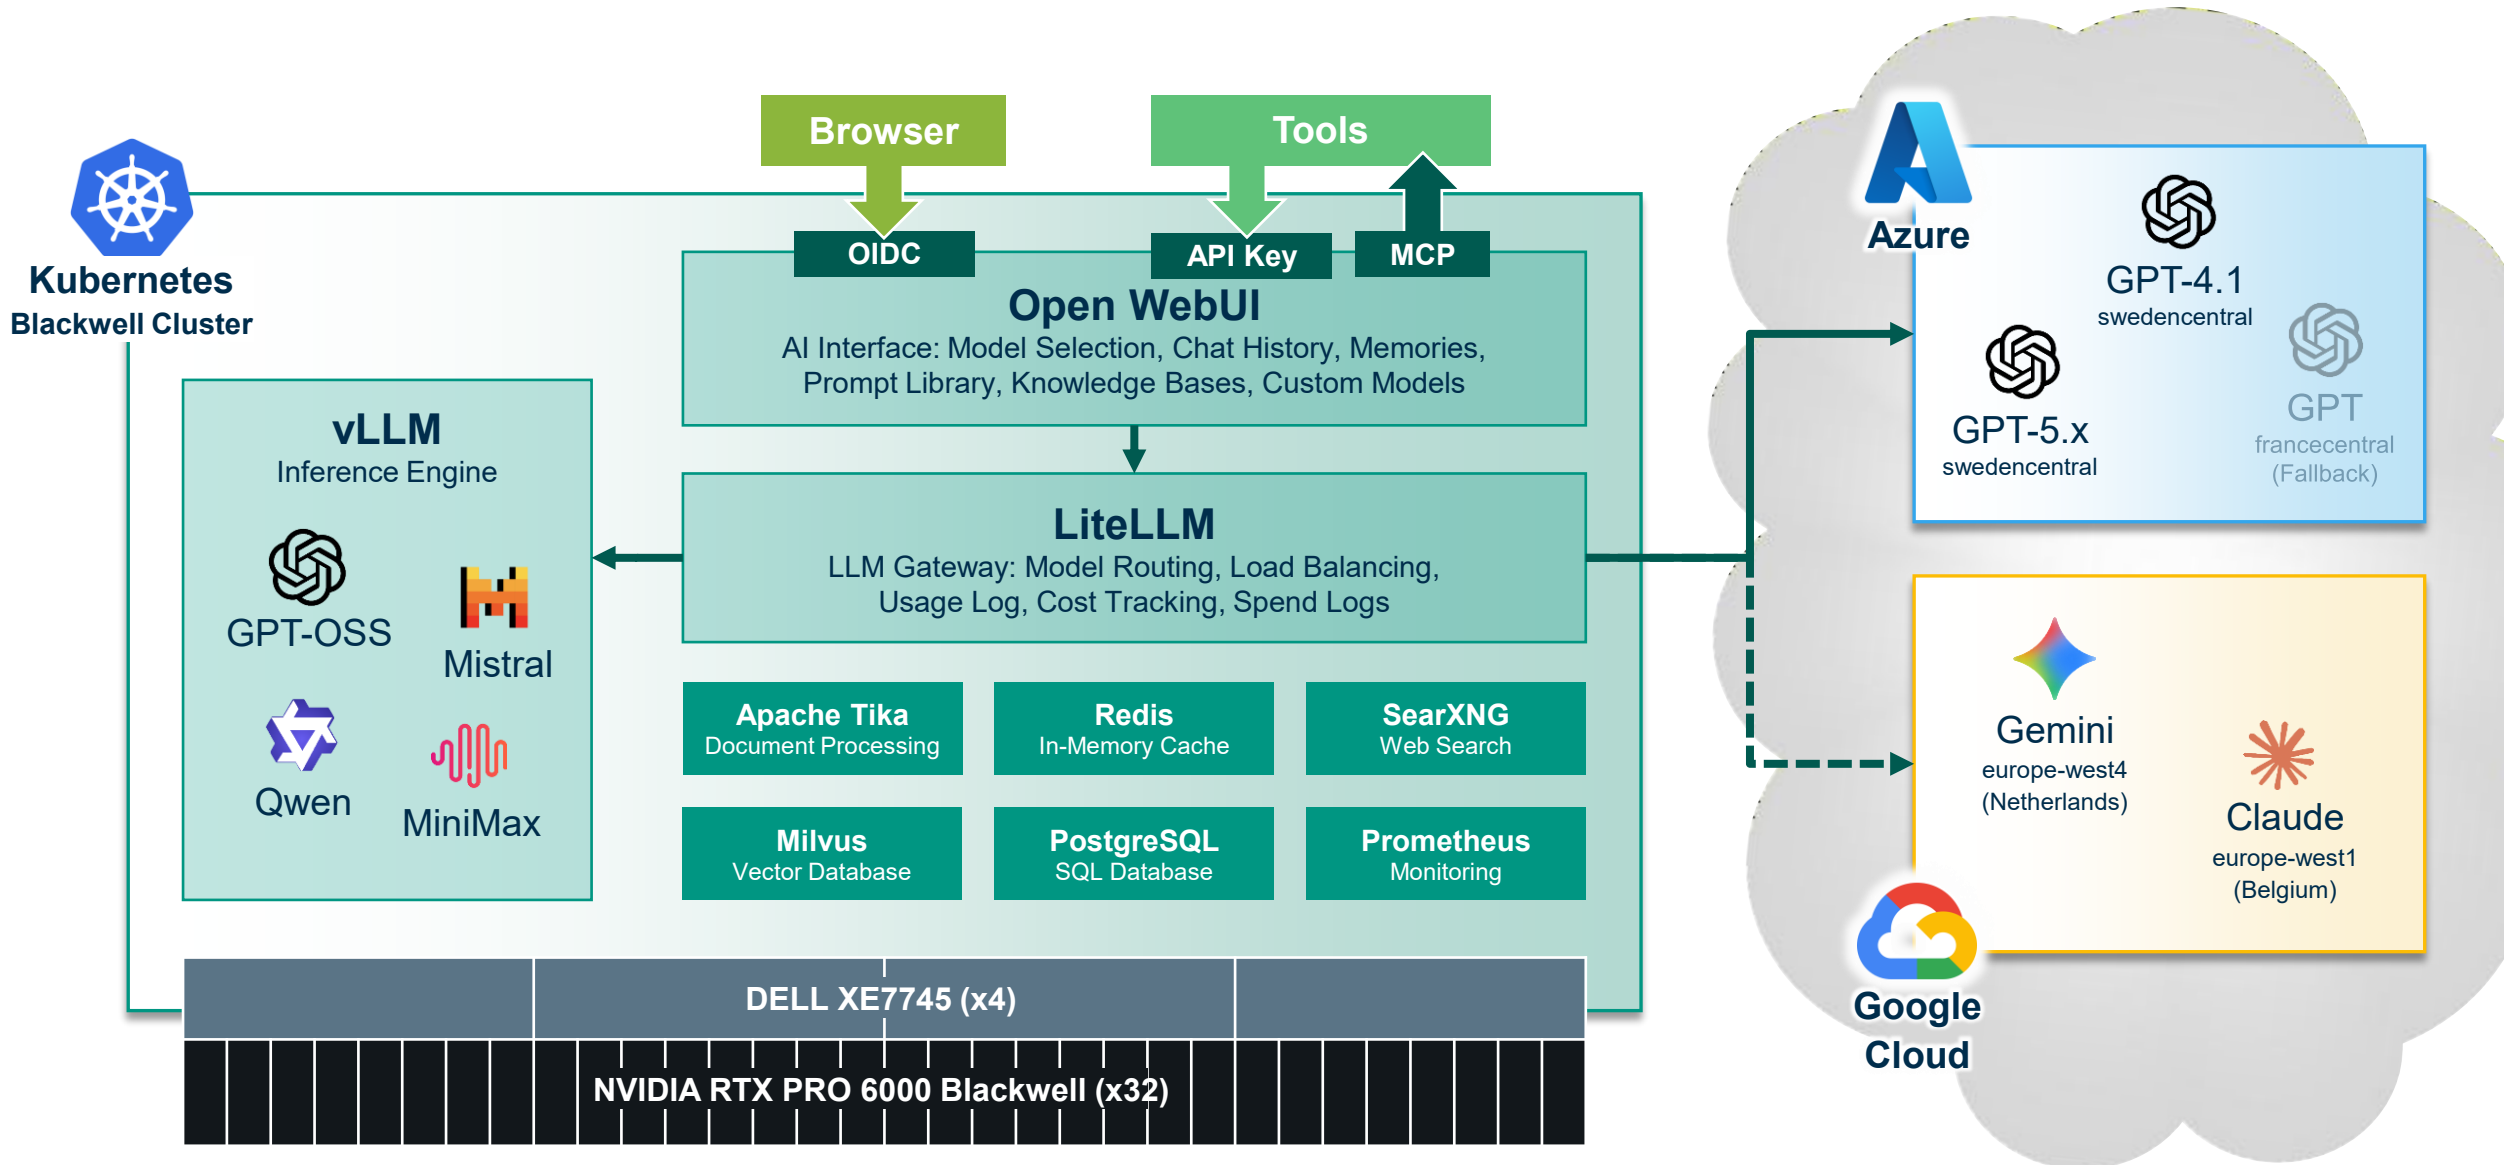 Kubernetes
Blackwell Cluster
Browser
Tools
OIDC
API Key
MCP
Open WebUI
AI Interface: Model Selection, Chat History, Memories,
Prompt Library, Knowledge Bases, Custom Models
vLLM
Inference Engine
GPT-OSS
Mistral
Qwen
MiniMax
LiteLLM
LLM Gateway: Model Routing, Load Balancing,
Usage Log, Cost Tracking, Spend Logs
Apache Tika
Document Processing
Redis
In-Memory Cache
SearXNG
Web Search
Milvus
Vector Database
PostgreSQL
SQL Database
Prometheus
Monitoring
DELL XE7745 (x4)
NVIDIA RTX PRO 6000 Blackwell (x32)
Azure
GPT-4.1
swedencentral
GPT-5.x
swedencentral
GPT
francecentral
(Fallback)
Gemini
europe-west4
(Netherlands)
Claude
europe-west1
(Belgium)
Google
Cloud